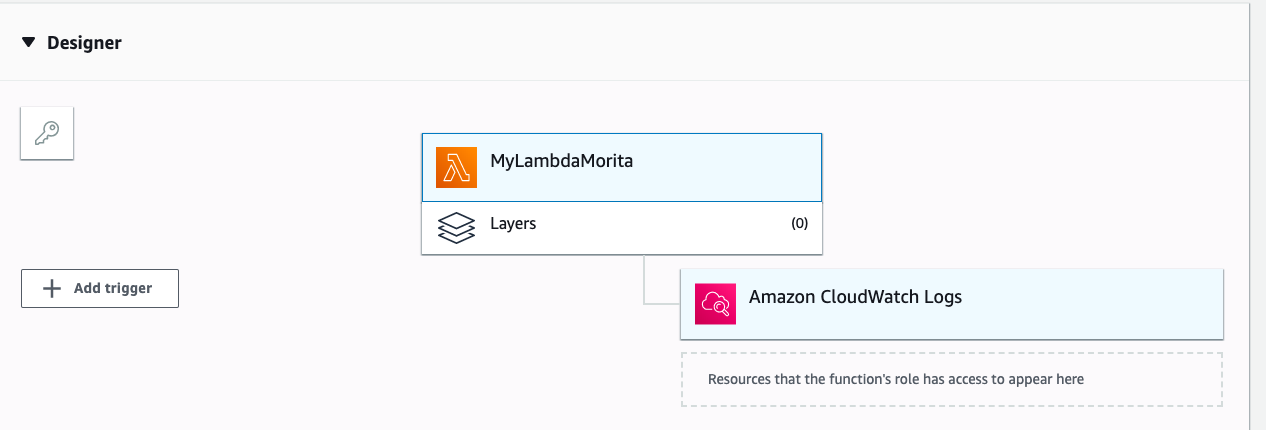 Designer
MyLambdaMorita
Layers
(0)
Add trigger
Amazon CloudWatch Logs
Resources that the function's role has access to appear here